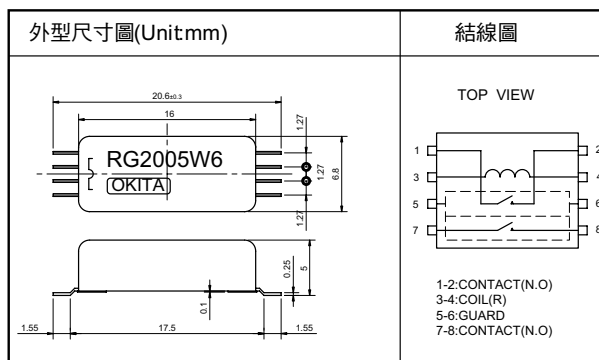 外型尺寸圖(Unit:mm)
結線圖
20.6±0.3
16
1.27
1.27
1.27
6.8
RG2005W6
OKITA
0.25
5
0.1
1.55
17.5
1.55
TOP VIEW
1
2
3
4
5
6
7
8
1-2:CONTACT(N.O)
3-4:COIL(R)
5-6:GUARD
7-8:CONTACT(N.O)